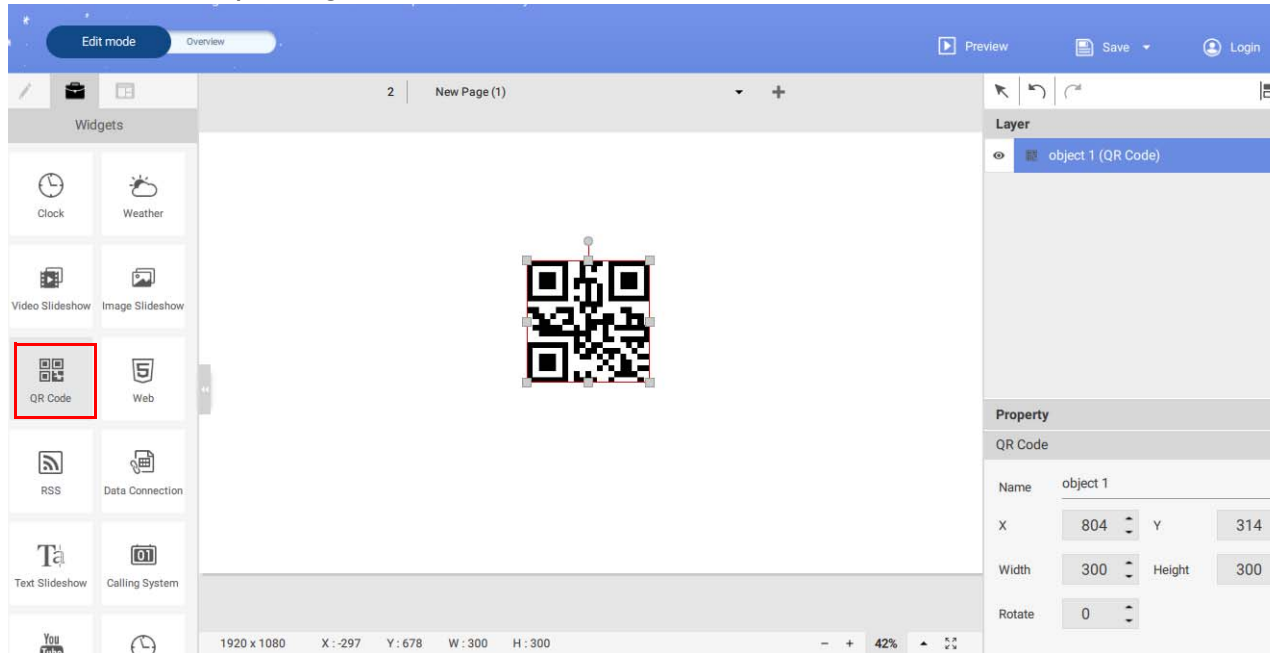 Edit mode Overview
Preview Save Login
2 New Page (1)
Widgets
Clock Weather
Video Slideshow Image Slideshow
QR Code Web
RSS Data Connection
Text Slideshow Calling System
You
Tube
Layer
object 1 (QR Code)
Property
QR Code
Name object 1
X 804 Y 314
Width 300 Height 300
Rotate 0
1920 x 1080 X : -297 Y : 678 W : 300 H : 300 - + 42%